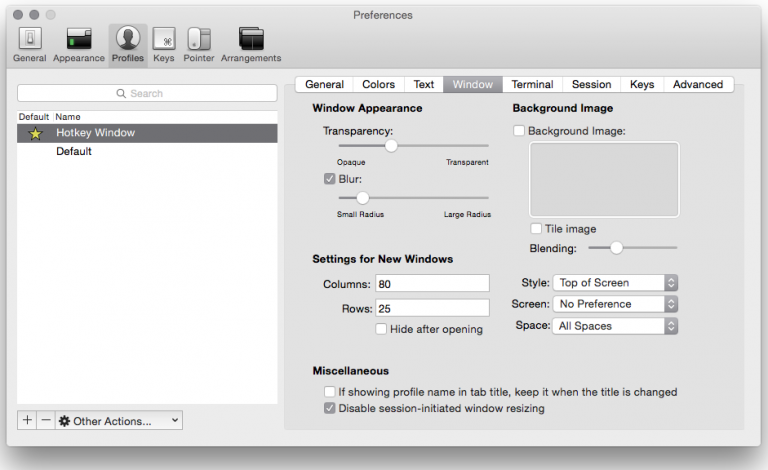 Preferences
General Appearance Profiles Keys Pointer Arrangements
Search
Default Name
Hotkey Window
Default
Other Actions...
General Colors Text Window Terminal Session Keys Advanced
Window Appearance
Transparency:
Opaque Transparent
Blur:
Small Radius Large Radius
Background Image
Background Image:
Tile image
Blending:
Settings for New Windows
Columns: 80
Rows: 25
Hide after opening
Style: Top of Screen
Screen: No Preference
Space: All Spaces
Miscellaneous
If showing profile name in tab title, keep it when the title is changed
Disable session-initiated window resizing